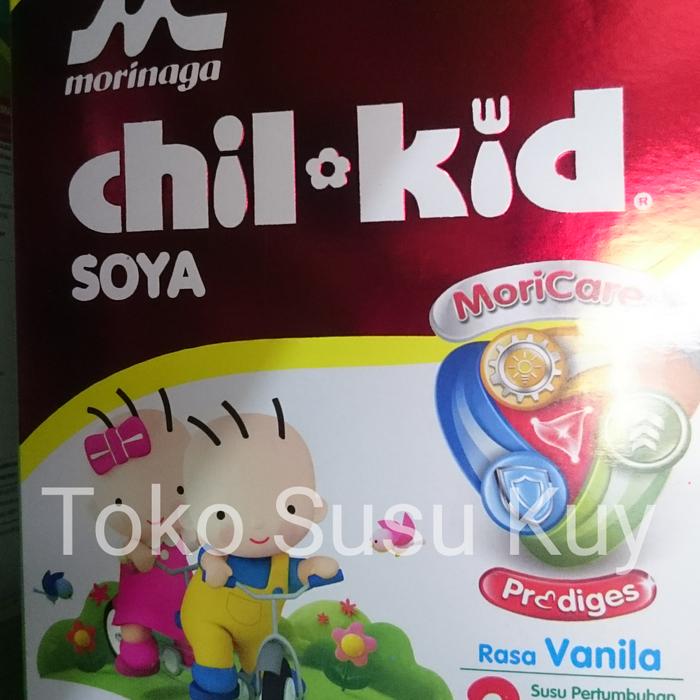 morinaga
chil kid ®
SOYA
MoriCare
Toko Susu Kuy
Prodiges
Rasa Vanila
Susu Pertumbuhan